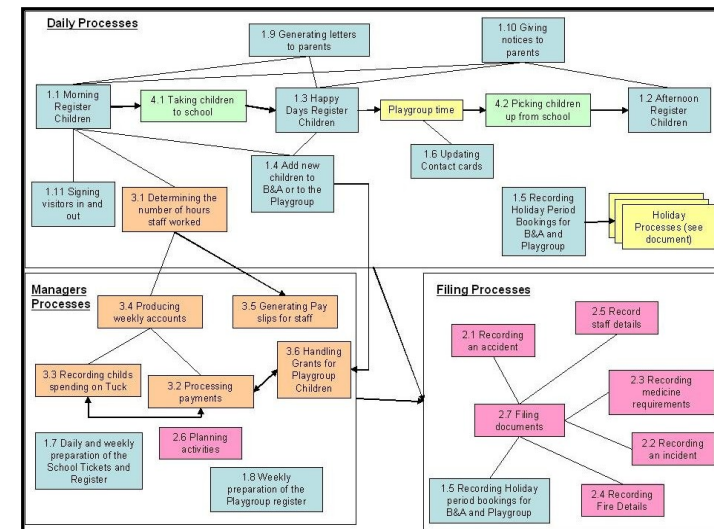 Daily Processes
1.9 Generating letters
to parents
1.10 Giving
notices to
parents
1.1 Morning
Register
Children
4.1 Taking children
to school
1.3 Happy
Days Register
Children
Playgroup time
4.2 Picking children
up from school
1.2 Afternoon
Register
Children
1.11 Signing
visitors in and
out
3.1 Determining the
number of hours
staff worked
1.4 Add new
children to
B&A or to the
Playgroup
1.6 Updating
Contact cards
1.5 Recording
Holiday Period
Bookings for
B&A and
Playgroup
Holiday
Processes (see
document)
Managers
Processes
3.4 Producing
weekly accounts
3.5 Generating Pay
slips for staff
3.3 Recording childs
spending on Tuck
3.2 Processing
payments
3.6 Handling
Grants for
Playgroup
Children
1.7 Daily and weekly
preparation of the
School Tickets and
Register
2.6 Planning
activities
1.8 Weekly
preparation of the
Playgroup register
Filing Processes
2.5 Record
staff details
2.1 Recording
an accident
2.3 Recording
medicine
requirements
2.7 Filing
documents
2.2 Recording
an incident
1.5 Recording Holiday
period bookings for
B&A and Playgroup
2.4 Recording
Fire Details